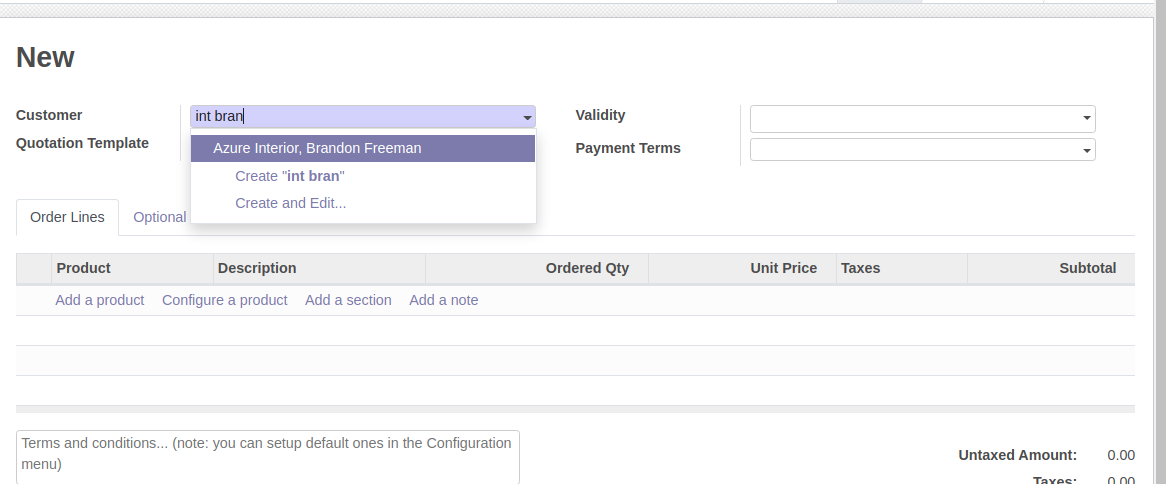 New
Customer
int bran
Validity
Quotation Template
Payment Terms
Azure Interior, Brandon Freeman
Create "int bran"
Create and Edit...
Order Lines
Optional
Product Description Ordered Qty Unit Price Taxes Subtotal
Add a product Configure a product Add a section Add a note
Terms and conditions... (note: you can setup default ones in the Configuration
menu)
Untaxed Amount: 0.00
Taxes: 0.00